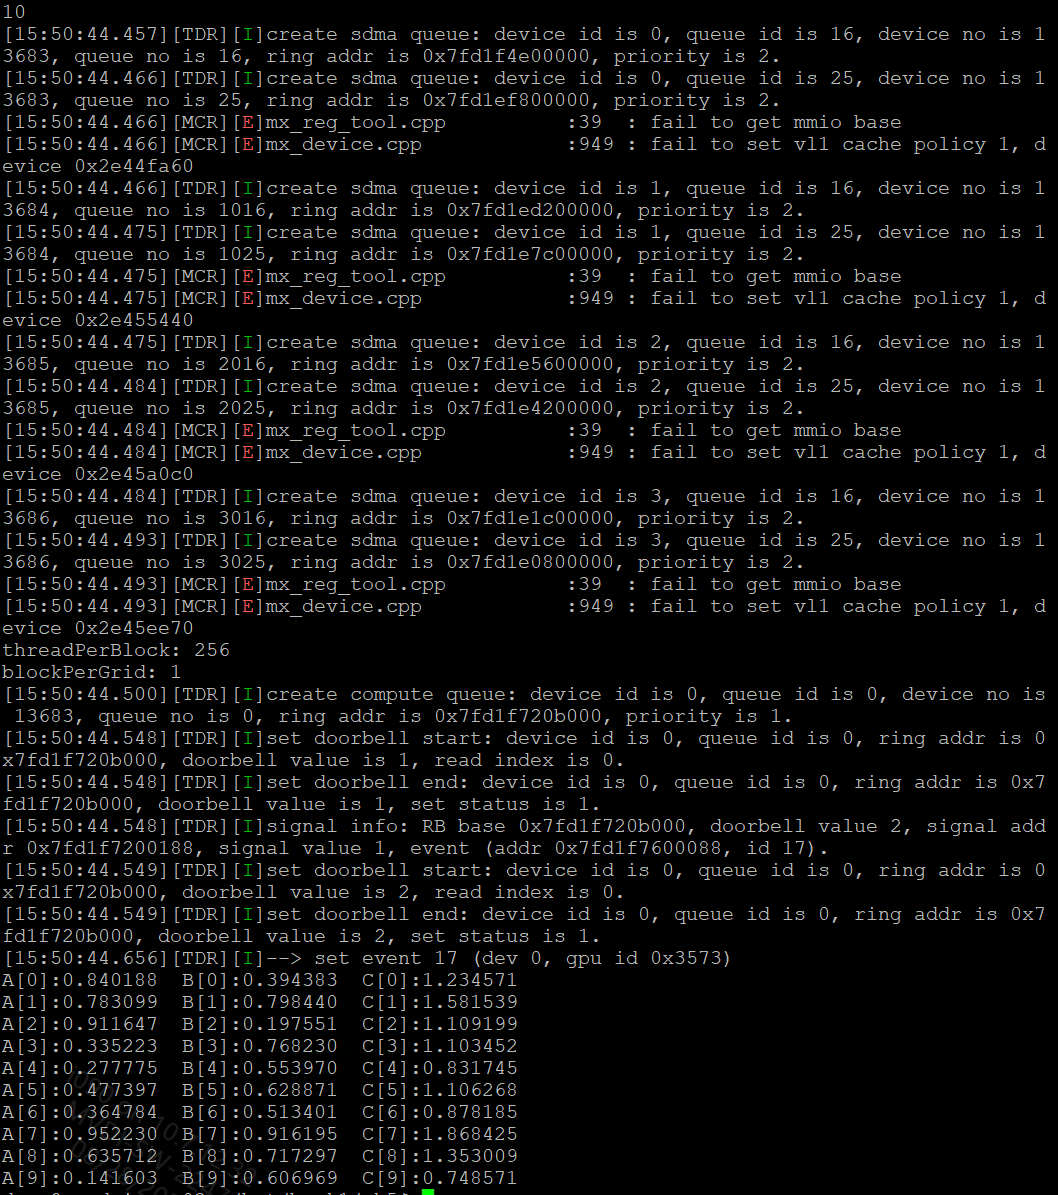 10
[15:50:44.457][TDR][I]create sdma queue: device id is 0, queue id is 16, device no is 1
3683, queue no is 16, ring addr is 0x7fd1f4e00000, priority is 2.
[15:50:44.466][TDR][I]create sdma queue: device id is 0, queue id is 25, device no is 1
3683, queue no is 25, ring addr is 0x7fd1ef800000, priority is 2.
[15:50:44.466][MCR][E]mx_reg_tool.cpp          :39  : fail to get mmio base
[15:50:44.466][MCR][E]mx_device.cpp            :949 : fail to set vl1 cache policy 1, d
evice 0x2e44fa60
[15:50:44.466][TDR][I]create sdma queue: device id is 1, queue id is 16, device no is 1
3684, queue no is 1016, ring addr is 0x7fd1ed200000, priority is 2.
[15:50:44.475][TDR][I]create sdma queue: device id is 1, queue id is 25, device no is 1
3684, queue no is 1025, ring addr is 0x7fd1e7c00000, priority is 2.
[15:50:44.475][MCR][E]mx_reg_tool.cpp          :39  : fail to get mmio base
[15:50:44.475][MCR][E]mx_device.cpp            :949 : fail to set vl1 cache policy 1, d
evice 0x2e455440
[15:50:44.475][TDR][I]create sdma queue: device id is 2, queue id is 16, device no is 1
3685, queue no is 2016, ring addr is 0x7fd1e5600000, priority is 2.
[15:50:44.484][TDR][I]create sdma queue: device id is 2, queue id is 25, device no is 1
3685, queue no is 2025, ring addr is 0x7fd1e4200000, priority is 2.
[15:50:44.484][MCR][E]mx_reg_tool.cpp          :39  : fail to get mmio base
[15:50:44.484][MCR][E]mx_device.cpp            :949 : fail to set vl1 cache policy 1, d
evice 0x2e45a0c0
[15:50:44.484][TDR][I]create sdma queue: device id is 3, queue id is 16, device no is 1
3686, queue no is 3016, ring addr is 0x7fd1e1c00000, priority is 2.
[15:50:44.493][TDR][I]create sdma queue: device id is 3, queue id is 25, device no is 1
3686, queue no is 3025, ring addr is 0x7fd1e0800000, priority is 2.
[15:50:44.493][MCR][E]mx_reg_tool.cpp          :39  : fail to get mmio base
[15:50:44.493][MCR][E]mx_device.cpp            :949 : fail to set vl1 cache policy 1, d
evice 0x2e45ee70
threadPerBlock: 256
blockPerGrid: 1
[15:50:44.500][TDR][I]create compute queue: device id is 0, queue id is 0, device no is
 13683, queue no is 0, ring addr is 0x7fd1f720b000, priority is 1.
[15:50:44.548][TDR][I]set doorbell start: device id is 0, queue id is 0, ring addr is 0
x7fd1f720b000, doorbell value is 1, read index is 0.
[15:50:44.548][TDR][I]set doorbell end: device id is 0, queue id is 0, ring addr is 0x7
fd1f720b000, doorbell value is 1, set status is 1.
[15:50:44.548][TDR][I]signal info: RB base 0x7fd1f720b000, doorbell value 2, signal add
r 0x7fd1f7200188, signal value 1, event (addr 0x7fd1f7600088, id 17).
[15:50:44.549][TDR][I]set doorbell start: device id is 0, queue id is 0, ring addr is 0
x7fd1f720b000, doorbell value is 2, read index is 0.
[15:50:44.549][TDR][I]set doorbell end: device id is 0, queue id is 0, ring addr is 0x7
fd1f720b000, doorbell value is 2, set status is 1.
[15:50:44.656][TDR][I]--> set event 17 (dev 0, gpu id 0x3573)
A[0]:0.840188  B[0]:0.394383  C[0]:1.234571
A[1]:0.783099  B[1]:0.798440  C[1]:1.581539
A[2]:0.911647  B[2]:0.197551  C[2]:1.109199
A[3]:0.335223  B[3]:0.768230  C[3]:1.103452
A[4]:0.277775  B[4]:0.553970  C[4]:0.831745
A[5]:0.477397  B[5]:0.628871  C[5]:1.106268
A[6]:0.364784  B[6]:0.513401  C[6]:0.878185
A[7]:0.952230  B[7]:0.916195  C[7]:1.868425
A[8]:0.635712  B[8]:0.717297  C[8]:1.353009
A[9]:0.141603  B[9]:0.606969  C[9]:0.748571